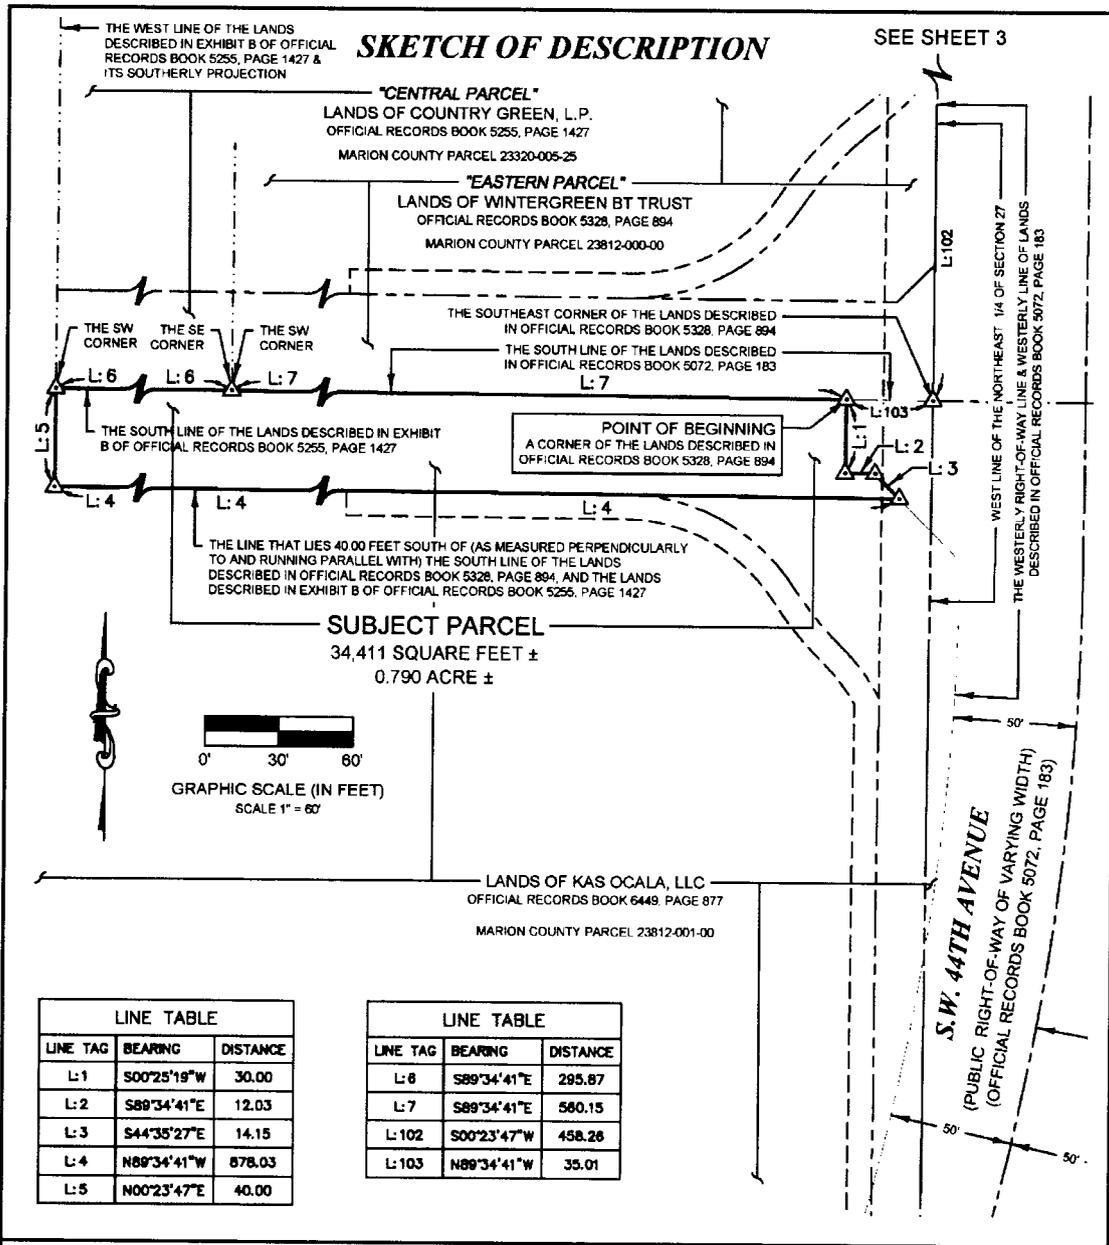 THE WEST LINE OF THE LANDS
DESCRIBED IN EXHIBIT B OF OFFICIAL
RECORDS BOOK 5255, PAGE 1427 &
ITS SOUTHERLY PROJECTION
SKETCH OF DESCRIPTION
SEE SHEET 3
"CENTRAL PARCEL"
LANDS OF COUNTRY GREEN, L.P.
OFFICIAL RECORDS BOOK 5255, PAGE 1427
MARION COUNTY PARCEL 23320-005-25
"EASTERN PARCEL"
LANDS OF WINTERGREEN BT TRUST
OFFICIAL RECORDS BOOK 5328, PAGE 894
MARION COUNTY PARCEL 23812-000-00
L:102
WEST LINE OF THE NORTHEAST 1/4 OF SECTION 27
THE WESTERLY RIGHT-OF-WAY LINE & WESTERLY LINE OF LANDS
DESCRIBED IN OFFICIAL RECORDS BOOK 5072, PAGE 183
THE SOUTHEAST CORNER OF THE LANDS DESCRIBED
IN OFFICIAL RECORDS BOOK 5328, PAGE 894
THE SW
CORNER
THE SE
CORNER
THE SW
CORNER
THE SOUTH LINE OF THE LANDS DESCRIBED
IN OFFICIAL RECORDS BOOK 5072, PAGE 183
L: 6
L: 6
L: 7
L: 7
L:103
L: 5
THE SOUTH LINE OF THE LANDS DESCRIBED IN EXHIBIT
B OF OFFICIAL RECORDS BOOK 5255, PAGE 1427
POINT OF BEGINNING
A CORNER OF THE LANDS DESCRIBED IN
OFFICIAL RECORDS BOOK 5328, PAGE 894
L:1
L: 2
L: 3
L: 4
L: 4
L: 4
THE LINE THAT LIES 40.00 FEET SOUTH OF (AS MEASURED PERPENDICULARLY
TO AND RUNNING PARALLEL WITH) THE SOUTH LINE OF THE LANDS
DESCRIBED IN OFFICIAL RECORDS BOOK 5328, PAGE 894, AND THE LANDS
DESCRIBED IN EXHIBIT B OF OFFICIAL RECORDS BOOK 5255, PAGE 1427
SUBJECT PARCEL
34,411 SQUARE FEET ±
0.790 ACRE ±
0' 30' 60'
GRAPHIC SCALE (IN FEET)
SCALE 1" = 60'
50'
S.W. 44TH AVENUE
(PUBLIC RIGHT-OF-WAY OF VARYING WIDTH)
(OFFICIAL RECORDS BOOK 5072, PAGE 183)
LANDS OF KAS OCALA, LLC
OFFICIAL RECORDS BOOK 6449, PAGE 877
MARION COUNTY PARCEL 23812-001-00
50'
50'
LINE TABLE
LINE TAG BEARING DISTANCE
L:1 S00°25'19"W 30.00
L:2 S89°34'41"E 12.03
L:3 S44°35'27"E 14.15
L:4 N89°34'41"W 878.03
L:5 N00°23'47"E 40.00
LINE TABLE
LINE TAG BEARING DISTANCE
L:6 S89°34'41"E 295.87
L:7 S89°34'41"E 560.15
L:102 S00°23'47"W 458.26
L:103 N89°34'41"W 35.01